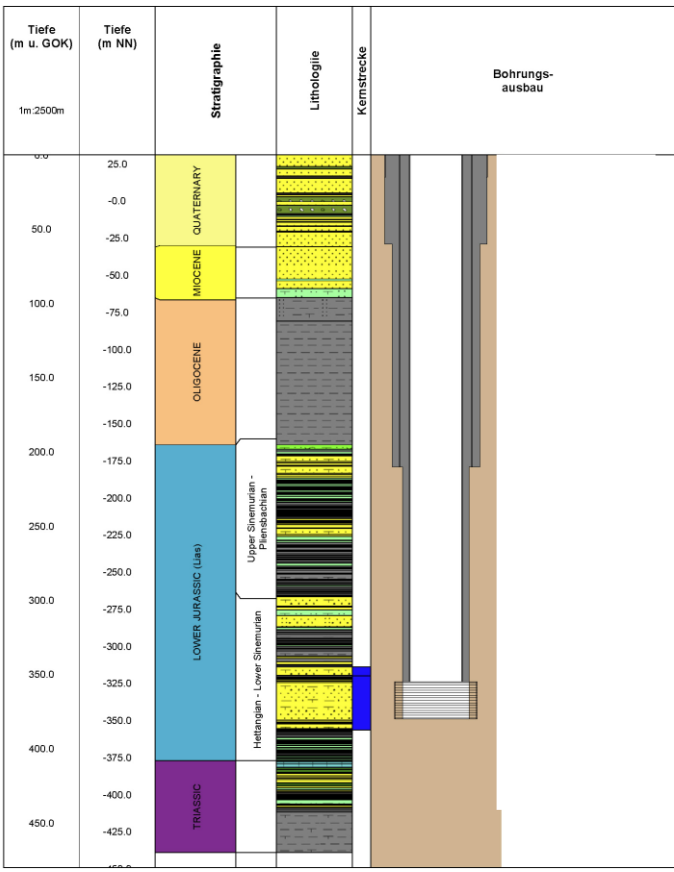 Tiefe
(m u. GOK)
1m:2500m
Tiefe
(m NN)
Stratigraphie
Lithologiie
Kernstrecke
Bohrungs-
ausbau
0.0
25.0
-0.0
50.0
-25.0
-50.0
100.0
-75.0
-100.0
150.0
-125.0
-150.0
200.0
-175.0
-200.0
250.0
-225.0
-250.0
300.0
-275.0
-300.0
350.0
-325.0
-350.0
400.0
-375.0
-400.0
450.0
-425.0
-450.0
QUATERNARY
MIOCENE
OLIGOCENE
LOWER JURASSIC (Lias)
TRIASSIC
Upper Sinemurian -
Pliensbachian
Hettangian - Lower Sinemurian